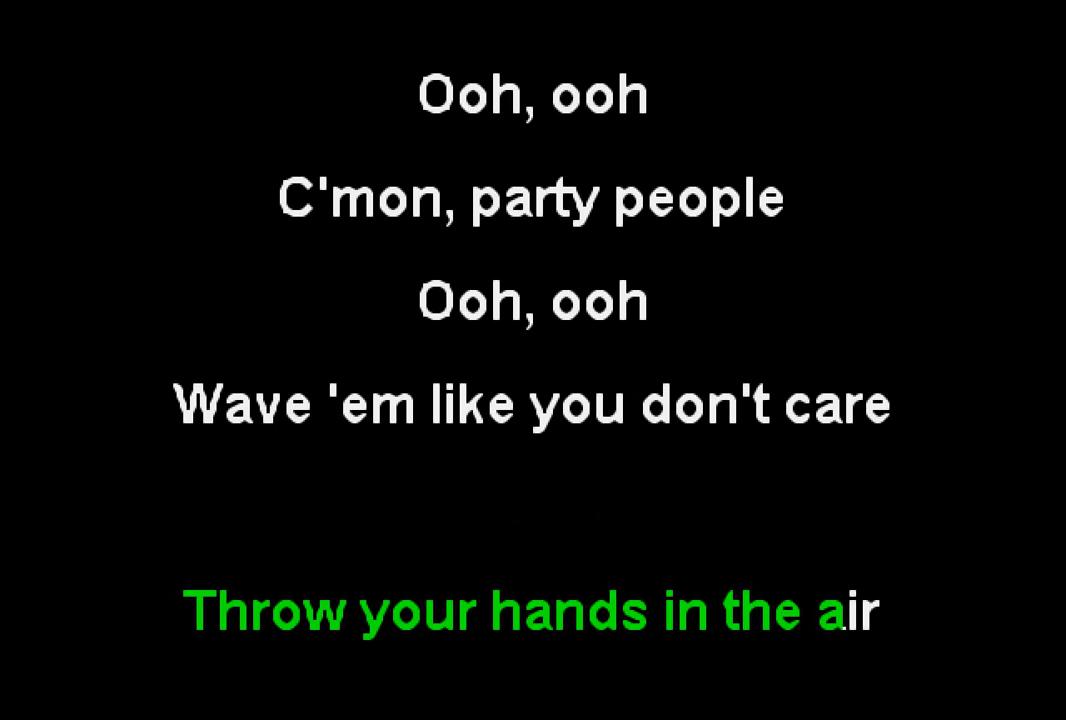 Ooh, ooh
C'mon, party people
Ooh, ooh
Wave 'em like you don't care
Throw your hands in the air